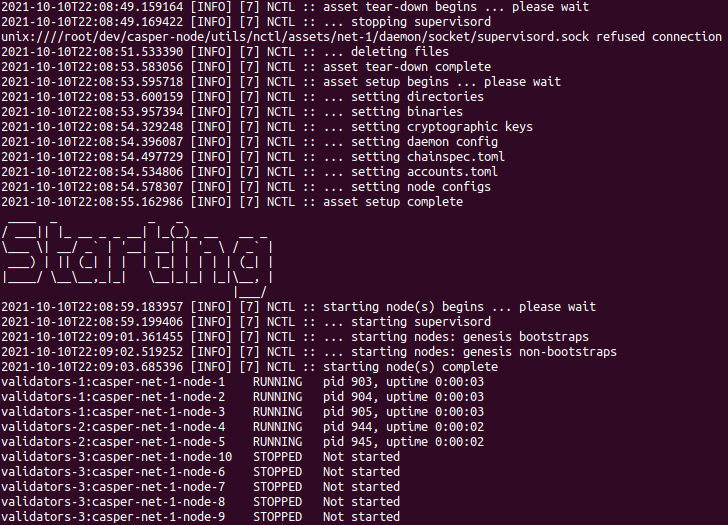 2021-10-10T22:08:49.159164 [INFO] [7] NCTL :: asset tear-down begins ... please wait
2021-10-10T22:08:49.169422 [INFO] [7] NCTL :: ... stopping supervisord
unix:////root/dev/casper-node/utils/nctl/assets/net-1/daemon/socket/supervisord.sock refused connection
2021-10-10T22:08:51.533390 [INFO] [7] NCTL :: ... deleting files
2021-10-10T22:08:53.583056 [INFO] [7] NCTL :: asset tear-down complete
2021-10-10T22:08:53.595718 [INFO] [7] NCTL :: asset setup begins ... please wait
2021-10-10T22:08:53.600159 [INFO] [7] NCTL :: ... setting directories
2021-10-10T22:08:53.957394 [INFO] [7] NCTL :: ... setting binaries
2021-10-10T22:08:54.329248 [INFO] [7] NCTL :: ... setting cryptographic keys
2021-10-10T22:08:54.396087 [INFO] [7] NCTL :: ... setting daemon config
2021-10-10T22:08:54.497729 [INFO] [7] NCTL :: ... setting chainspec.toml
2021-10-10T22:08:54.534806 [INFO] [7] NCTL :: ... setting accounts.toml
2021-10-10T22:08:54.578307 [INFO] [7] NCTL :: ... setting node configs
2021-10-10T22:08:55.162986 [INFO] [7] NCTL :: asset setup complete
Starting
2021-10-10T22:08:59.183957 [INFO] [7] NCTL :: starting node(s) begins ... please wait
2021-10-10T22:08:59.199406 [INFO] [7] NCTL :: ... starting supervisord
2021-10-10T22:09:01.361455 [INFO] [7] NCTL :: ... starting nodes: genesis bootstraps
2021-10-10T22:09:02.519252 [INFO] [7] NCTL :: ... starting nodes: genesis non-bootstraps
2021-10-10T22:09:03.685396 [INFO] [7] NCTL :: starting node(s) complete
validators-1:casper-net-1-node-1 RUNNING pid 903, uptime 0:00:03
validators-1:casper-net-1-node-2 RUNNING pid 904, uptime 0:00:03
validators-1:casper-net-1-node-3 RUNNING pid 905, uptime 0:00:03
validators-2:casper-net-1-node-4 RUNNING pid 944, uptime 0:00:02
validators-2:casper-net-1-node-5 RUNNING pid 945, uptime 0:00:02
validators-3:casper-net-1-node-10 STOPPED Not started
validators-3:casper-net-1-node-6 STOPPED Not started
validators-3:casper-net-1-node-7 STOPPED Not started
validators-3:casper-net-1-node-8 STOPPED Not started
validators-3:casper-net-1-node-9 STOPPED Not started